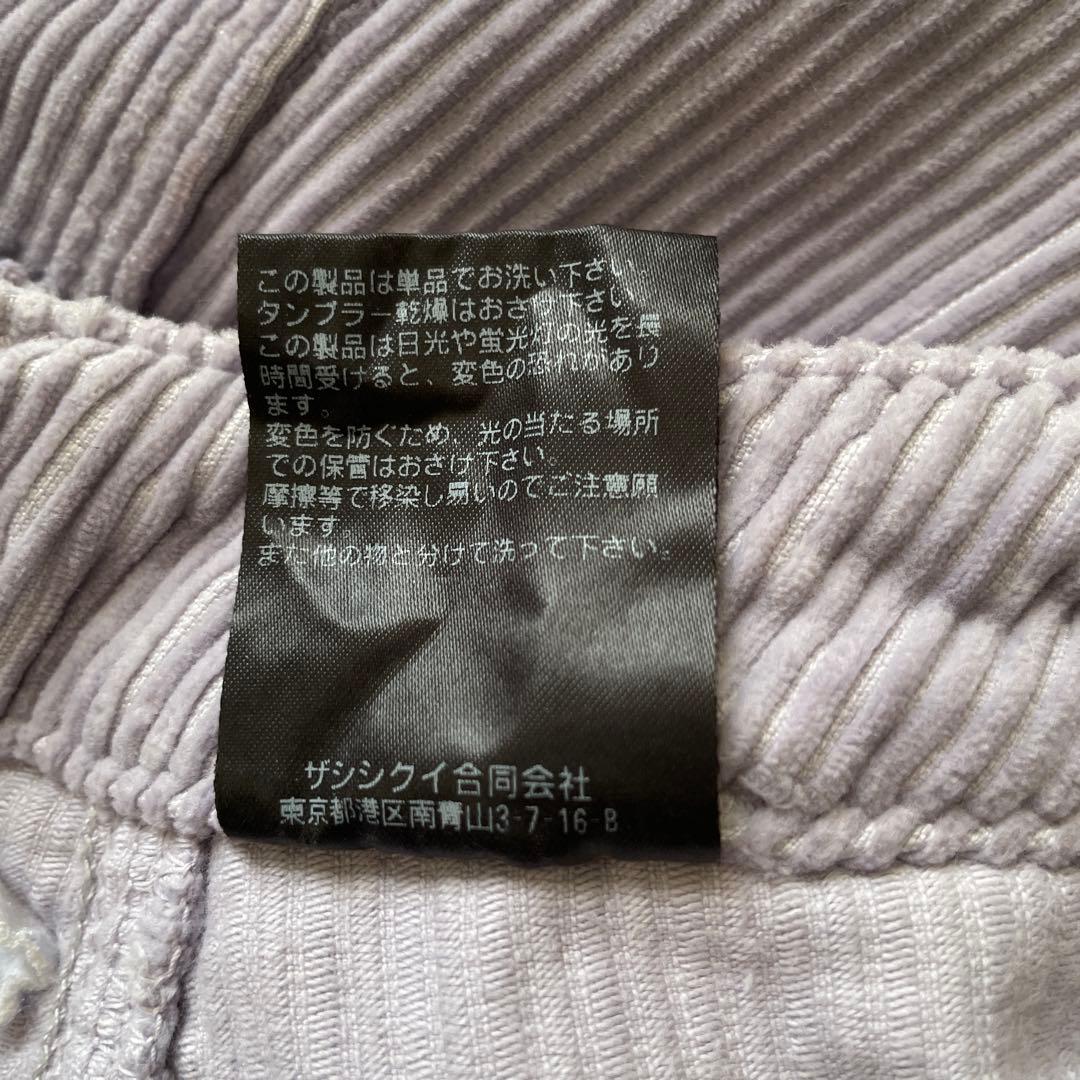 この製品は単品でお洗い下さい。
タンブラー乾燥はおさけ下さい。
この製品は日光や蛍光灯の光を長
時間受けると、変色の恐れがあり
ます。
変色を防ぐため、光の当たる場所
での保管はおさけ下さい。
摩擦等で移染し易いのでご注意願
います
また他の物と分けて洗って下さい。
ザシシクイ合同会社
東京都港区南青山3-7-16-B